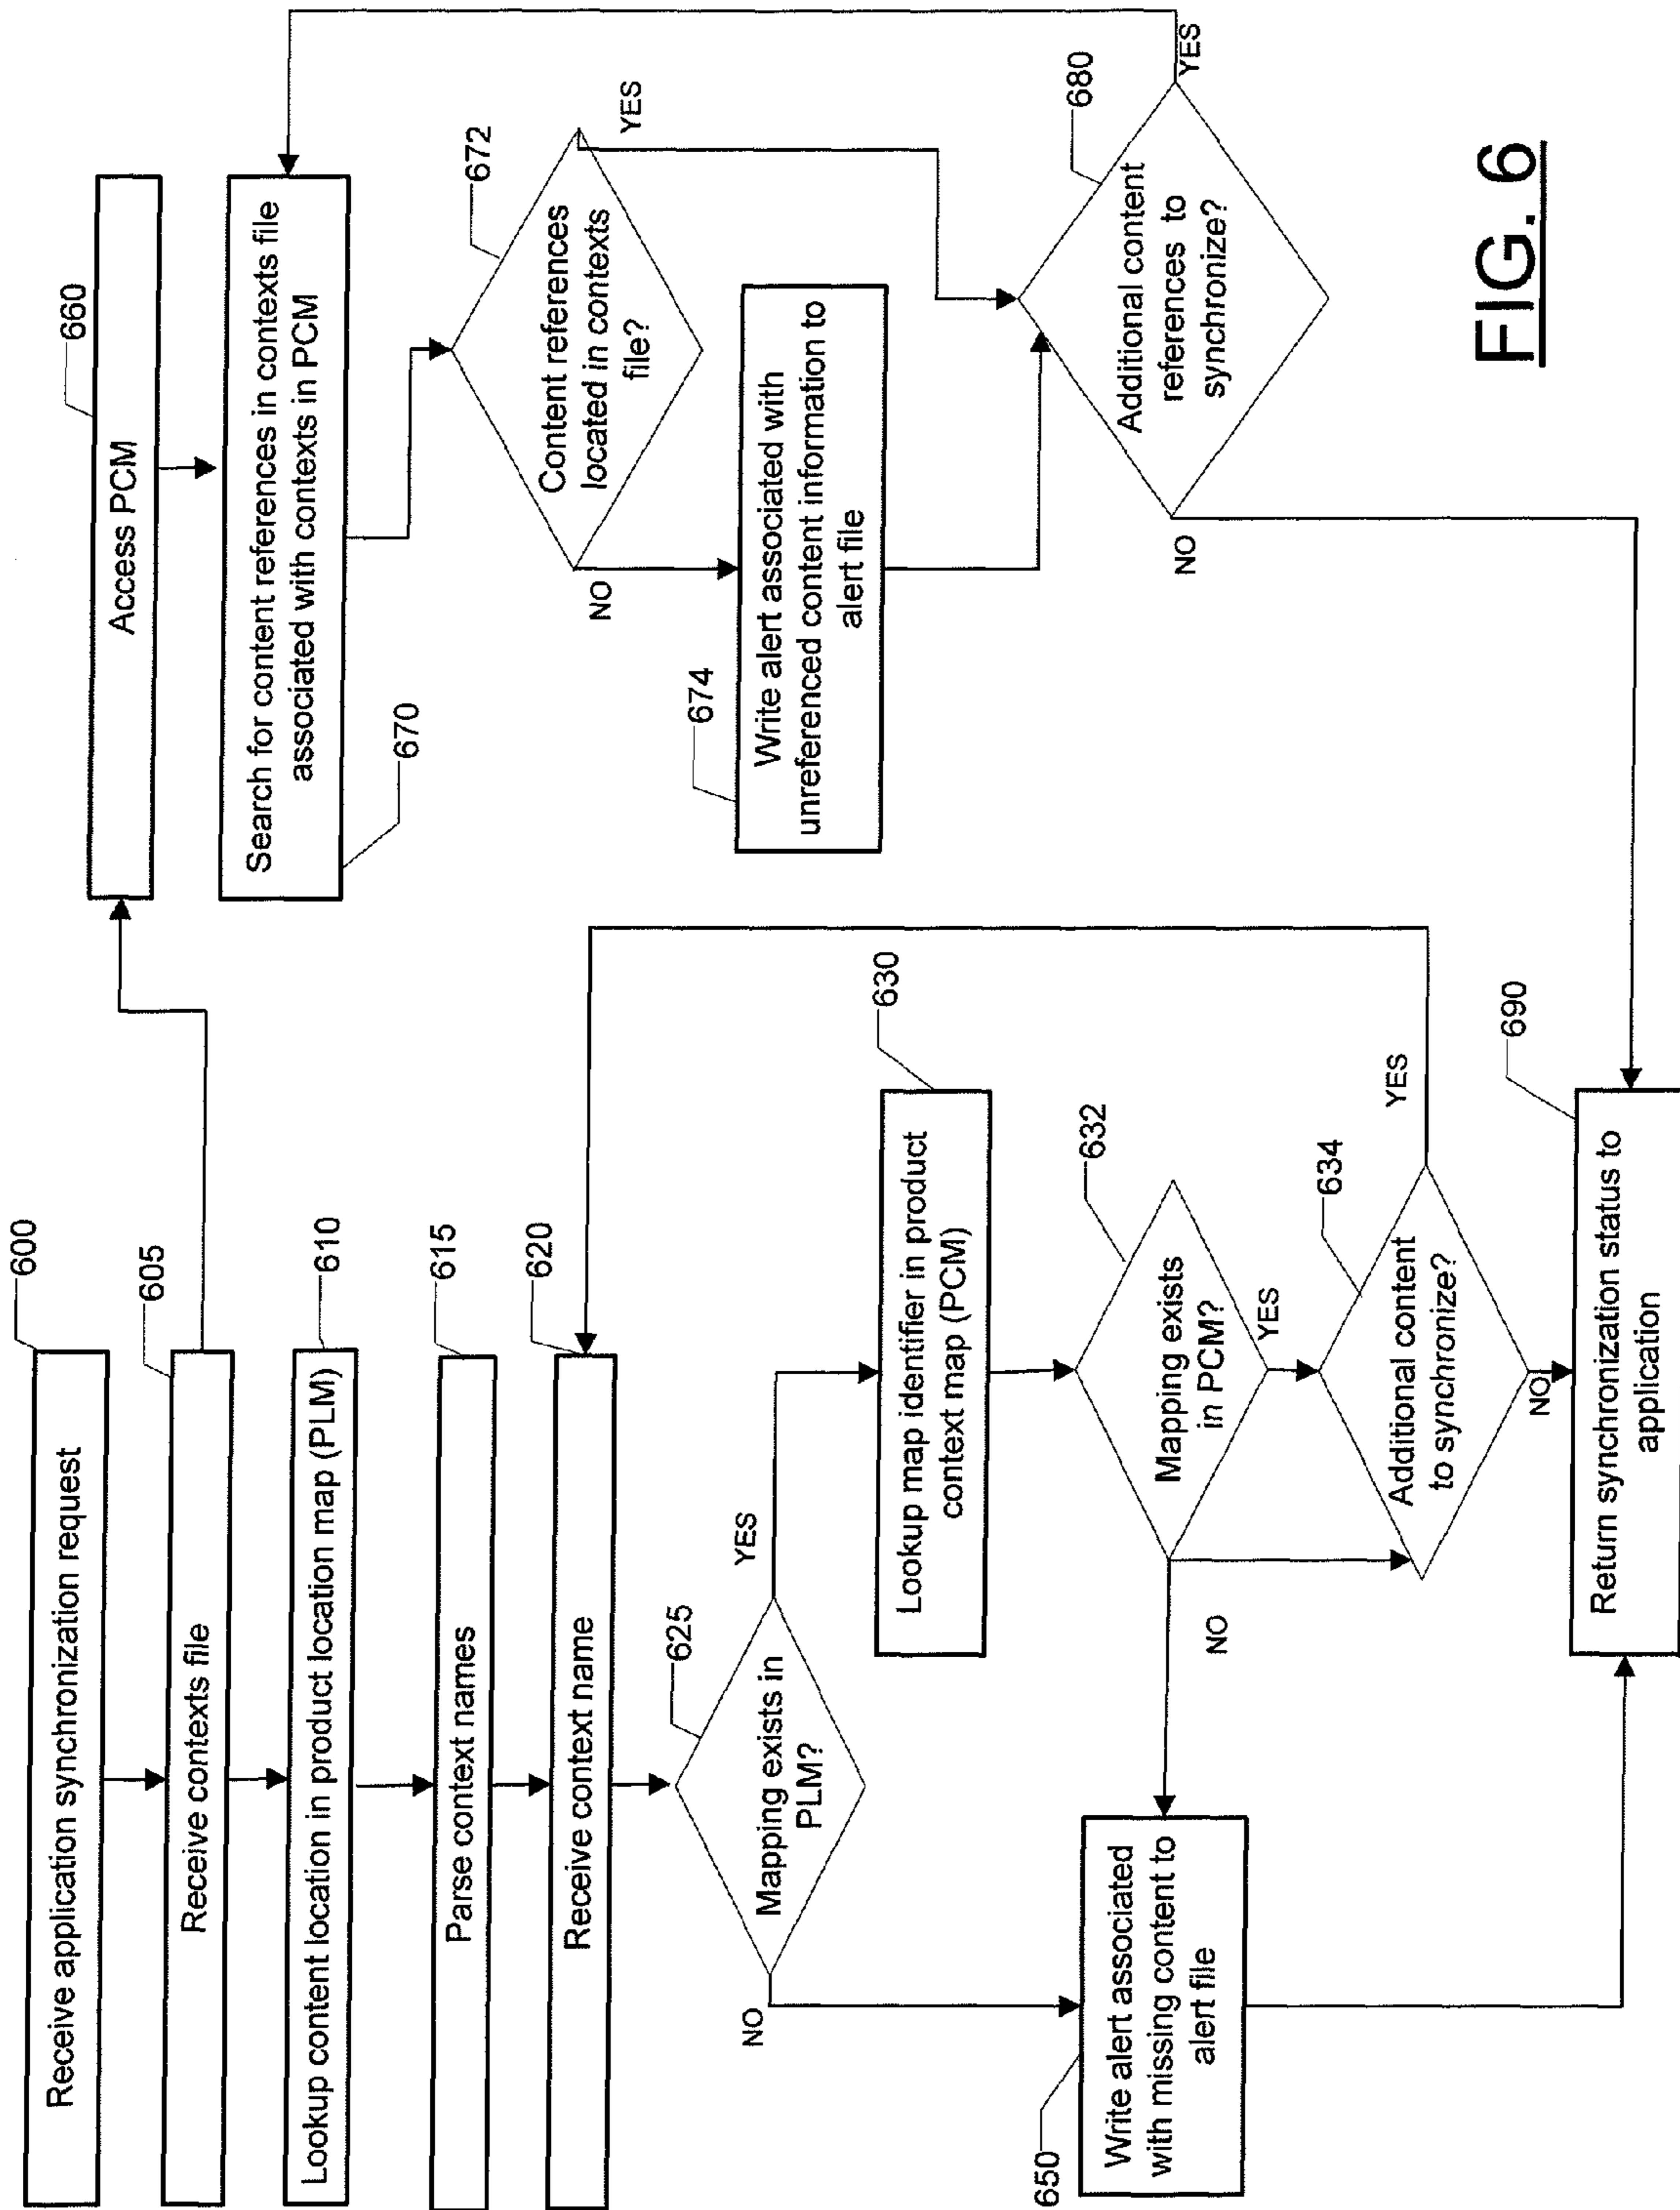 600
Receive application synchronization request
605
Receive contexts file
610
Lookup content location in product location map (PLM)
615
Parse context names
620
Receive context name
625
Mapping exists in
PLM?
YES
NO
630
Lookup map identifier in product
context map (PCM)
632
Mapping exists
in PCM?
YES
NO
634
Additional content
to synchronize?
YES
NO
650
Write alert associated
with missing content to
alert file
690
Return synchronization status to
application
660
Access PCM
Search for content references in contexts file
associated with contexts in PCM
670
672
Content references
located in contexts
file?
YES
NO
674
Write alert associated with
unreferenced content information to
alert file
680
Additional content
references to
synchronize?
YES
NO
FIG. 6